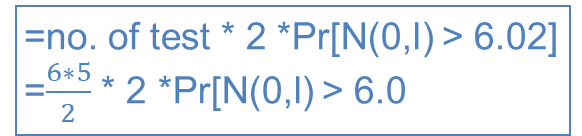 =no. of test * 2 *Pr[N(0,I) > 6.02]
=6*5/2 * 2 *Pr[N(0,I) > 6.0